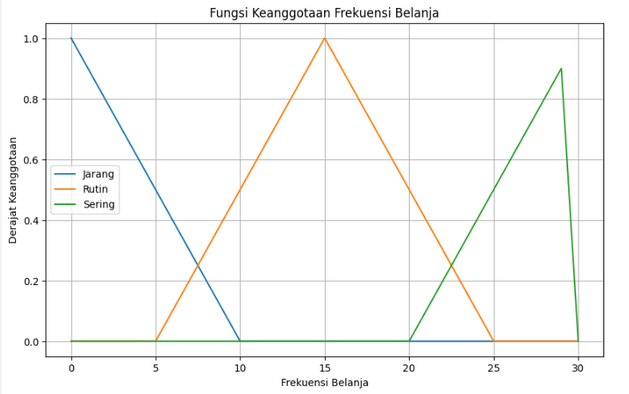 Fungsi Keanggotaan Frekuensi Belanja
Derajat Keanggotaan
1.0
0.8
0.6
0.4
0.2
0.0
Jarang
Rutin
Sering
0 5 10 15 20 25 30
Frekuensi Belanja